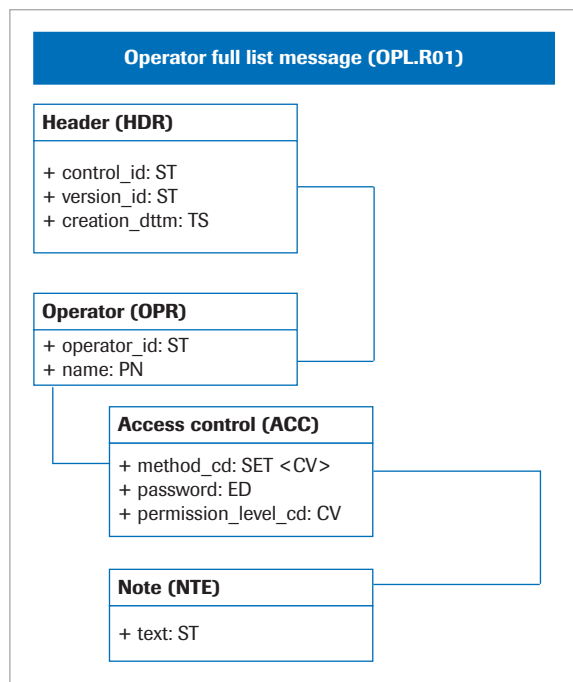 Operator full list message (OPL.R01)
Header (HDR)
+ control_id: ST
+ version_id: ST
+ creation_dttm: TS
Operator (OPR)
+ operator_id: ST
+ name: PN
Access control (ACC)
+ method_cd: SET <CV>
+ password: ED
+ permission_level_cd: CV
Note (NTE)
+ text: ST